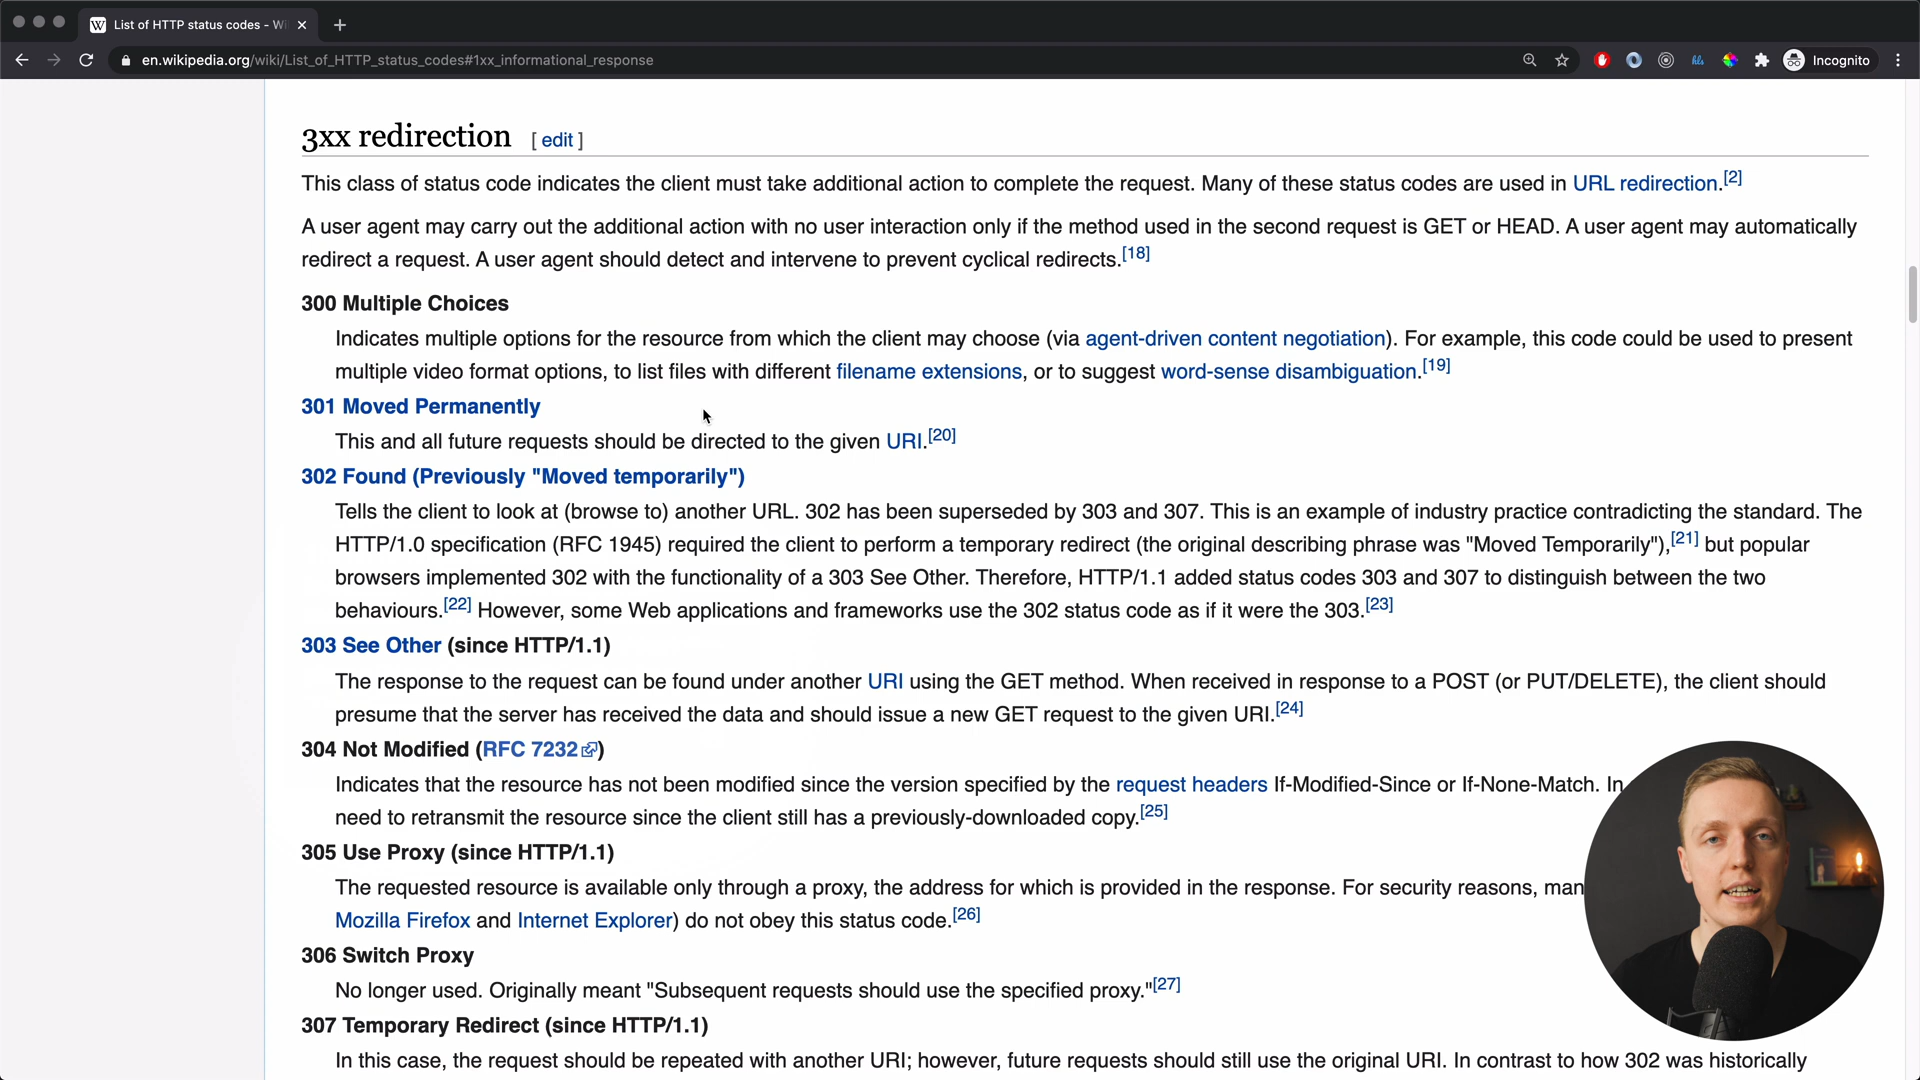 List of HTTP status codes - Wi
en.wikipedia.org/wiki/List_of_HTTP_status_codes#1xx_informational_response
hls
Incognito
3xx redirection [ edit ]
This class of status code indicates the client must take additional action to complete the request. Many of these status codes are used in URL redirection.[2]
A user agent may carry out the additional action with no user interaction only if the method used in the second request is GET or HEAD. A user agent may automatically
redirect a request. A user agent should detect and intervene to prevent cyclical redirects.[18]
300 Multiple Choices
Indicates multiple options for the resource from which the client may choose (via agent-driven content negotiation). For example, this code could be used to present
multiple video format options, to list files with different filename extensions, or to suggest word-sense disambiguation.[19]
301 Moved Permanently
This and all future requests should be directed to the given URI.[20]
302 Found (Previously "Moved temporarily")
Tells the client to look at (browse to) another URL. 302 has been superseded by 303 and 307. This is an example of industry practice contradicting the standard. The
HTTP/1.0 specification (RFC 1945) required the client to perform a temporary redirect (the original describing phrase was "Moved Temporarily"),[21] but popular
browsers implemented 302 with the functionality of a 303 See Other. Therefore, HTTP/1.1 added status codes 303 and 307 to distinguish between the two
behaviours.[22] However, some Web applications and frameworks use the 302 status code as if it were the 303.[23]
303 See Other (since HTTP/1.1)
The response to the request can be found under another URI using the GET method. When received in response to a POST (or PUT/DELETE), the client should
presume that the server has received the data and should issue a new GET request to the given URI.[24]
304 Not Modified (RFC 7232)
Indicates that the resource has not been modified since the version specified by the request headers If-Modified-Since or If-None-Match. In
need to retransmit the resource since the client still has a previously-downloaded copy.[25]
305 Use Proxy (since HTTP/1.1)
The requested resource is available only through a proxy, the address for which is provided in the response. For security reasons, man
Mozilla Firefox and Internet Explorer) do not obey this status code.[26]
306 Switch Proxy
No longer used. Originally meant "Subsequent requests should use the specified proxy."[27]
307 Temporary Redirect (since HTTP/1.1)
In this case, the request should be repeated with another URI; however, future requests should still use the original URI. In contrast to how 302 was historically